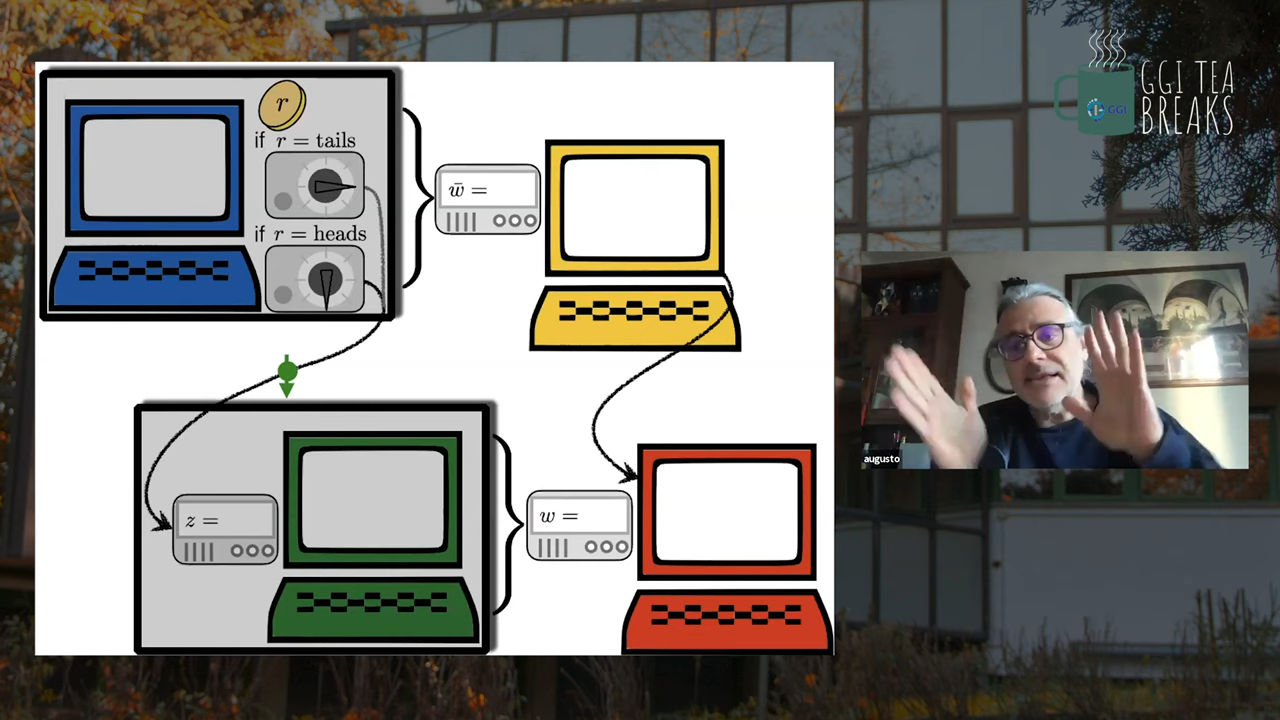 r
if r = tails
if r = heads
w̄ =
z =
w =
GGI TEA
BREAKS
GGI
augusto